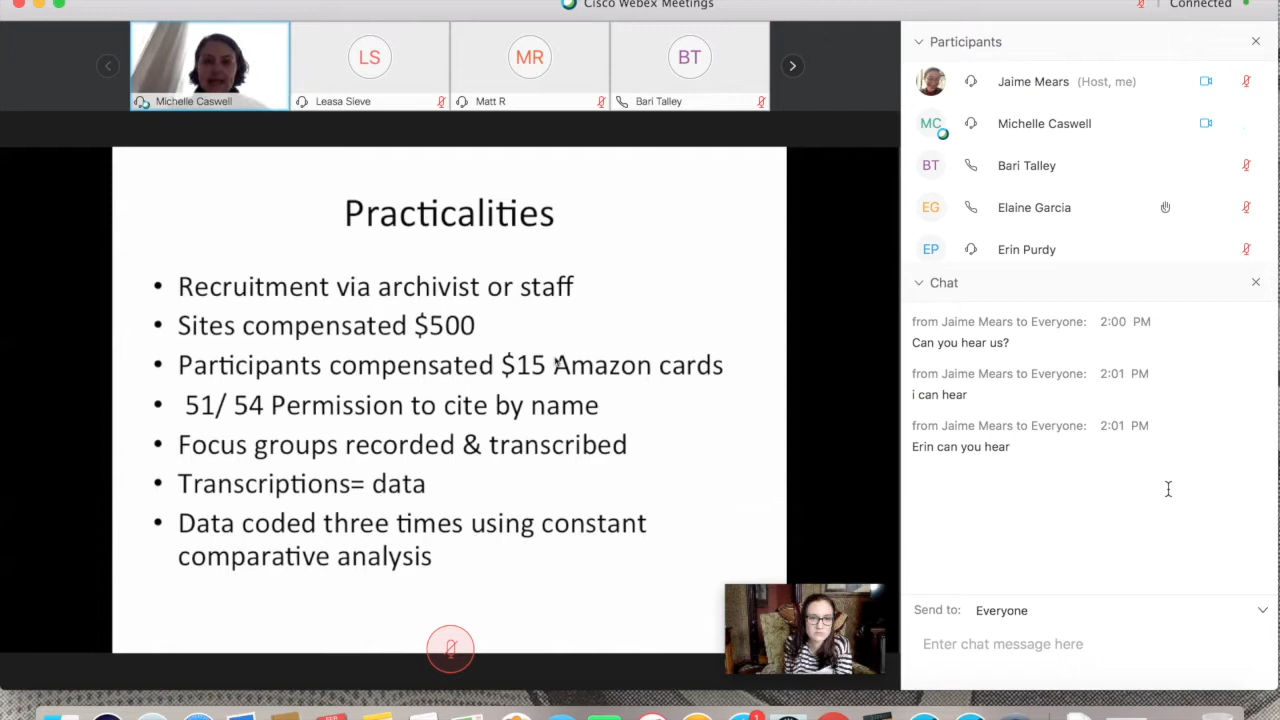 Cisco Webex Meetings
Connected
LS
MR
BT
Michelle Caswell
Leasa Sieve
Matt R
Bari Talley
Practicalities
• Recruitment via archivist or staff
• Sites compensated $500
• Participants compensated $15 Amazon cards
• 51/ 54 Permission to cite by name
• Focus groups recorded & transcribed
• Transcriptions= data
• Data coded three times using constant
comparative analysis
Participants
Jaime Mears (Host, me)
MC Michelle Caswell
BT Bari Talley
EG Elaine Garcia
EP Erin Purdy
Chat
from Jaime Mears to Everyone: 2:00 PM
Can you hear us?
from Jaime Mears to Everyone: 2:01 PM
i can hear
from Jaime Mears to Everyone: 2:01 PM
Erin can you hear
Send to: Everyone
Enter chat message here